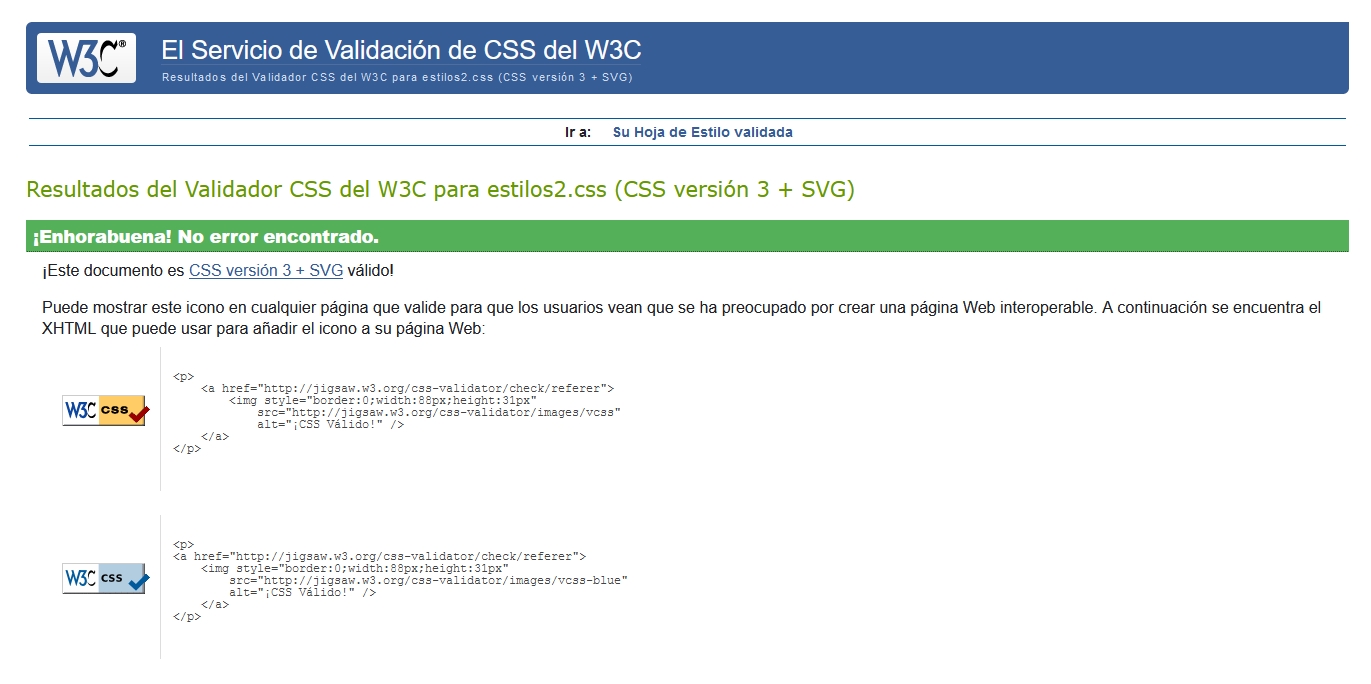 W3C®
El Servicio de Validación de CSS del W3C
Resultados del Validador CSS del W3C para estilos2.css (CSS versión 3 + SVG)
Ir a: Su Hoja de Estilo validada
Resultados del Validador CSS del W3C para estilos2.css (CSS versión 3 + SVG)
¡Enhorabuena! No error encontrado.
¡Este documento es CSS versión 3 + SVG válido!
Puede mostrar este icono en cualquier página que valide para que los usuarios vean que se ha preocupado por crear una página Web interoperable. A continuación se encuentra el
XHTML que puede usar para añadir el icono a su página Web:
W3C css
<p>
    <a href="http://jigsaw.w3.org/css-validator/check/referer">
        <img style="border:0;width:88px;height:31px"
            src="http://jigsaw.w3.org/css-validator/images/vcss"
            alt="¡CSS Válido!" />
    </a>
</p>
W3C css
<p>
<a href="http://jigsaw.w3.org/css-validator/check/referer">
    <img style="border:0;width:88px;height:31px"
        src="http://jigsaw.w3.org/css-validator/images/vcss-blue"
        alt="¡CSS Válido!" />
    </a>
</p>